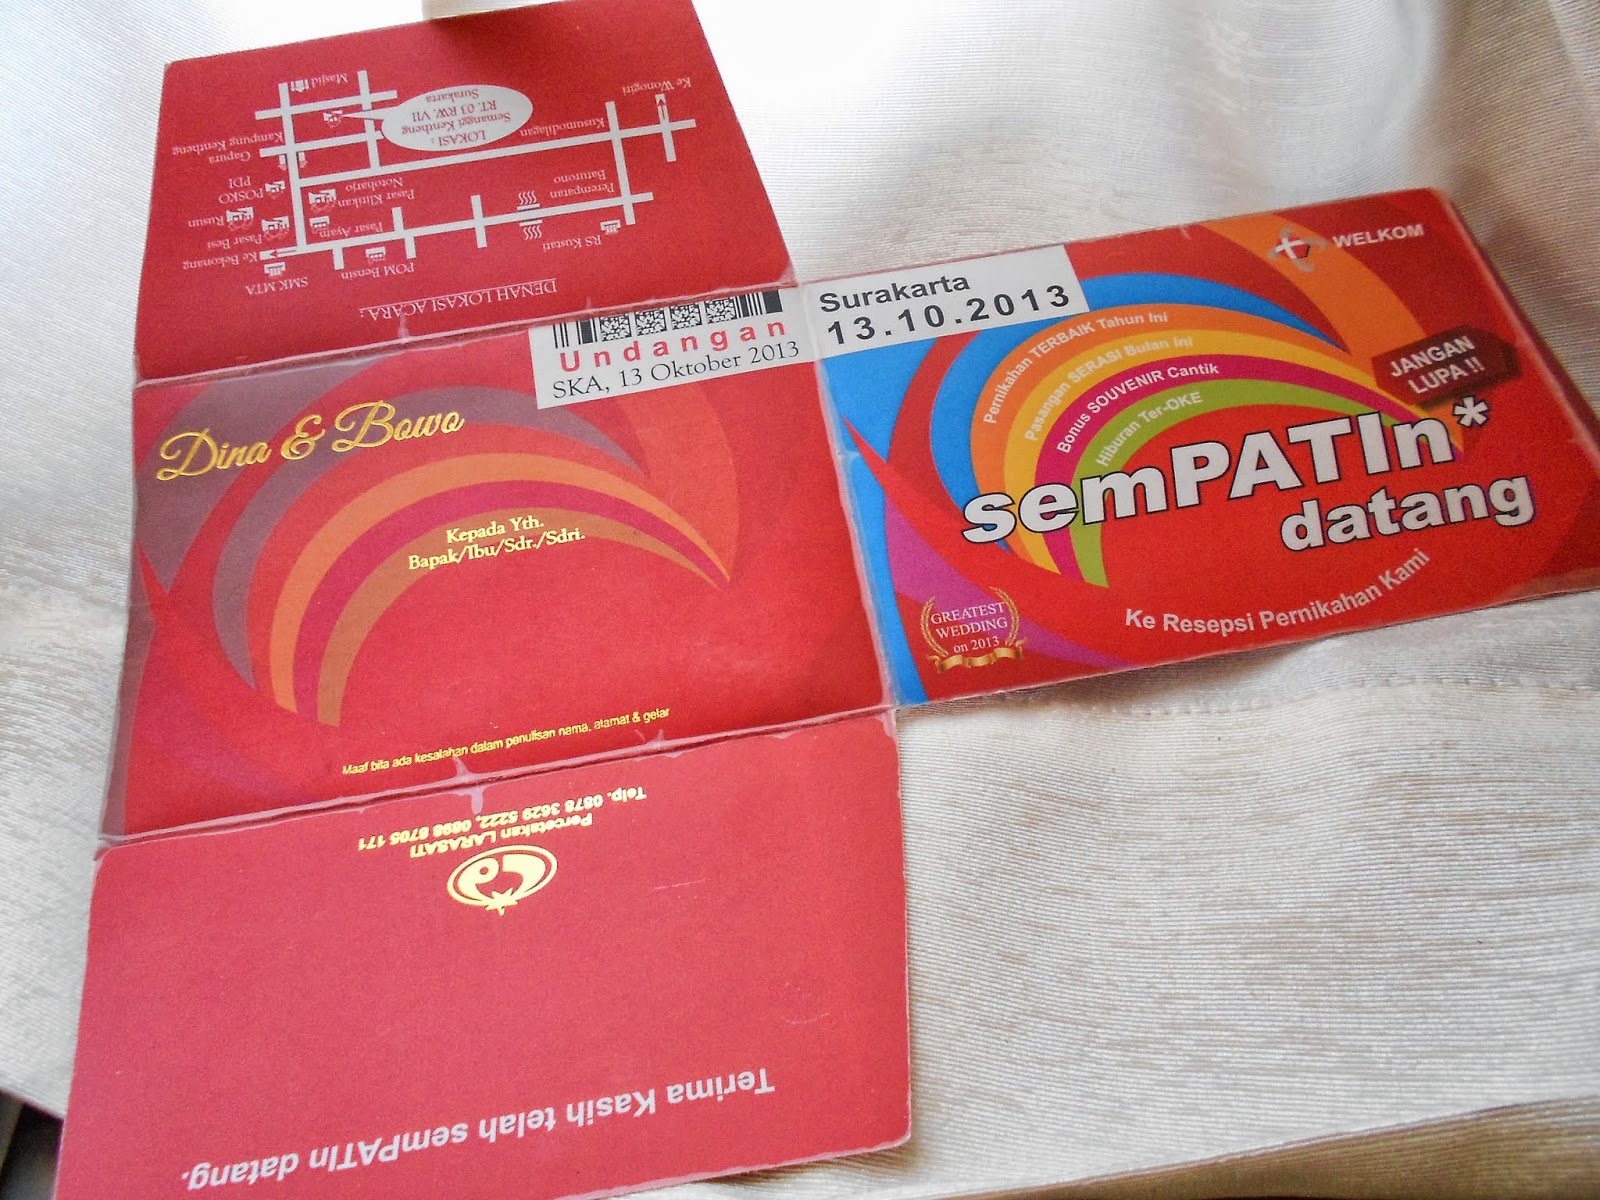 DENAH LOKASI ACARA :
SMK MTA
POM Bensin
Ke Bekonang
Pasar Besi
Pasar Ayam
RS Kustati
Rusun
POSKO
PDI
Pasar Klitikan
Notoharjo
Perempatan
Baturono
Gapura
Kampung Kentheng
Kusumodilagan
LOKASI :
Semanggi Kentheng
RT. 03 RW. VII
Surakarta
Masjid
Ke Wonogiri
Undangan
SKA, 13 Oktober 2013
Dina & Bowo
Kepada Yth.
Bapak/Ibu/Sdr./Sdri.
Maaf bila ada kesalahan dalam penulisan nama, alamat & gelar
Surakarta
13.10.2013
WELKOM
Pernikahan TERBAIK Tahun Ini
Pasangan SERASI Bulan Ini
Bonus SOUVENIR Cantik
Hiburan Ter-OKE
JANGAN
LUPA !!
semPATIn*
datang
Ke Resepsi Pernikahan Kami
GREATEST
WEDDING
on 2013
Percetakan LARASATI
Telp. 0878 3629 5222, 0898 8705 171
Terima Kasih telah semPATIn datang.